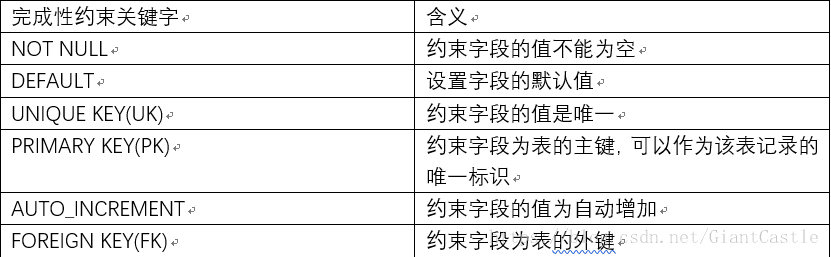 完成性约束关键字 含义
NOT NULL 约束字段的值不能为空
DEFAULT 设置字段的默认值
UNIQUE KEY(UK) 约束字段的值是唯一
PRIMARY KEY(PK) 约束字段为表的主键，可以作为该表记录的
唯一标识
AUTO_INCREMENT 约束字段的值为自动增加
FOREIGN KEY(FK) 约束字段为表的外键
csdn.net/GiantCastle